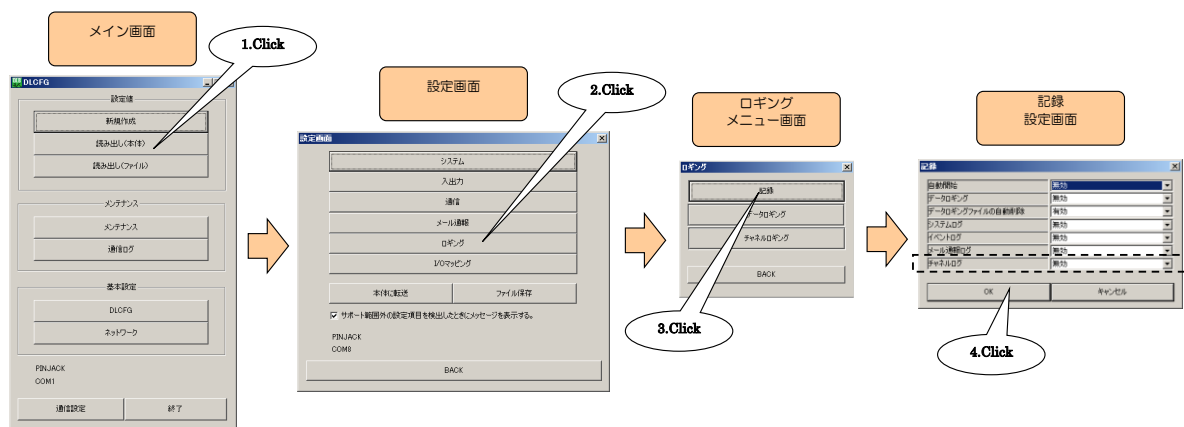 メイン画面
1.Click
DLCFG
設定値
新規作成
読み出し(本体)
読み出し(ファイル)
メンテナンス
メンテナンス
通信ログ
基本設定
DLCFG
ネットワーク
PINJACK
COM1
通信設定
終了
設定画面
2.Click
設定画面
システム
入出力
通信
メール通報
ロギング
I/Oマッピング
本体に転送
ファイル保存
サポート範囲外の設定項目を検出したときにメッセージを表示する。
PINJACK
COM8
BACK
ロギング
メニュー画面
ロギング
記録
データロギング
チャネルロギング
BACK
3.Click
記録
設定画面
記録
自動開始 無効
データロギング 無効
データロギングファイルの自動削除 有効
システムログ 無効
イベントログ 無効
メール通報ログ 無効
チャネルログ 無効
OK
キャンセル
4.Click